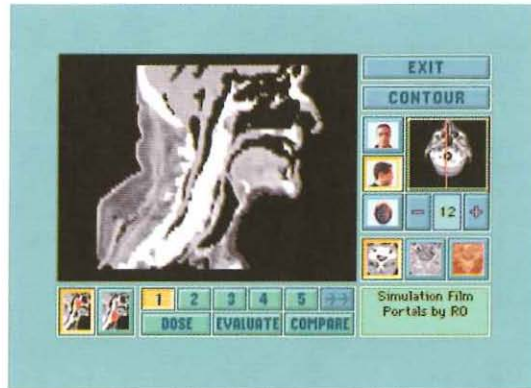 EXIT
CONTOUR
− 12 +
1 2 3 4 5
Simulation Film
Portals by RO
DOSE EVALUATE COMPARE